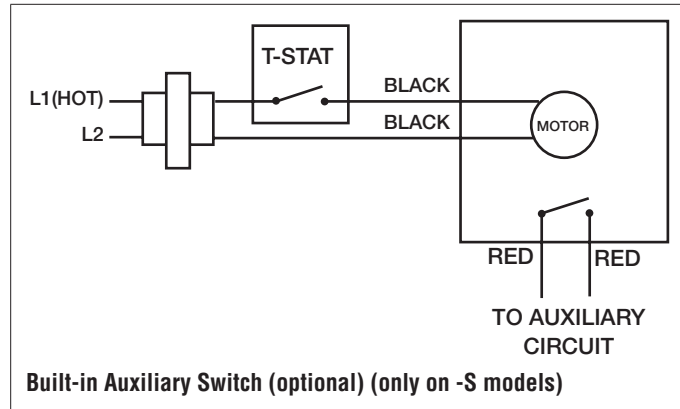 T-STAT
L1(HOT)
BLACK
L2
BLACK
MOTOR
RED
RED
TO AUXILIARY
CIRCUIT
Built-in Auxiliary Switch (optional) (only on -S models)